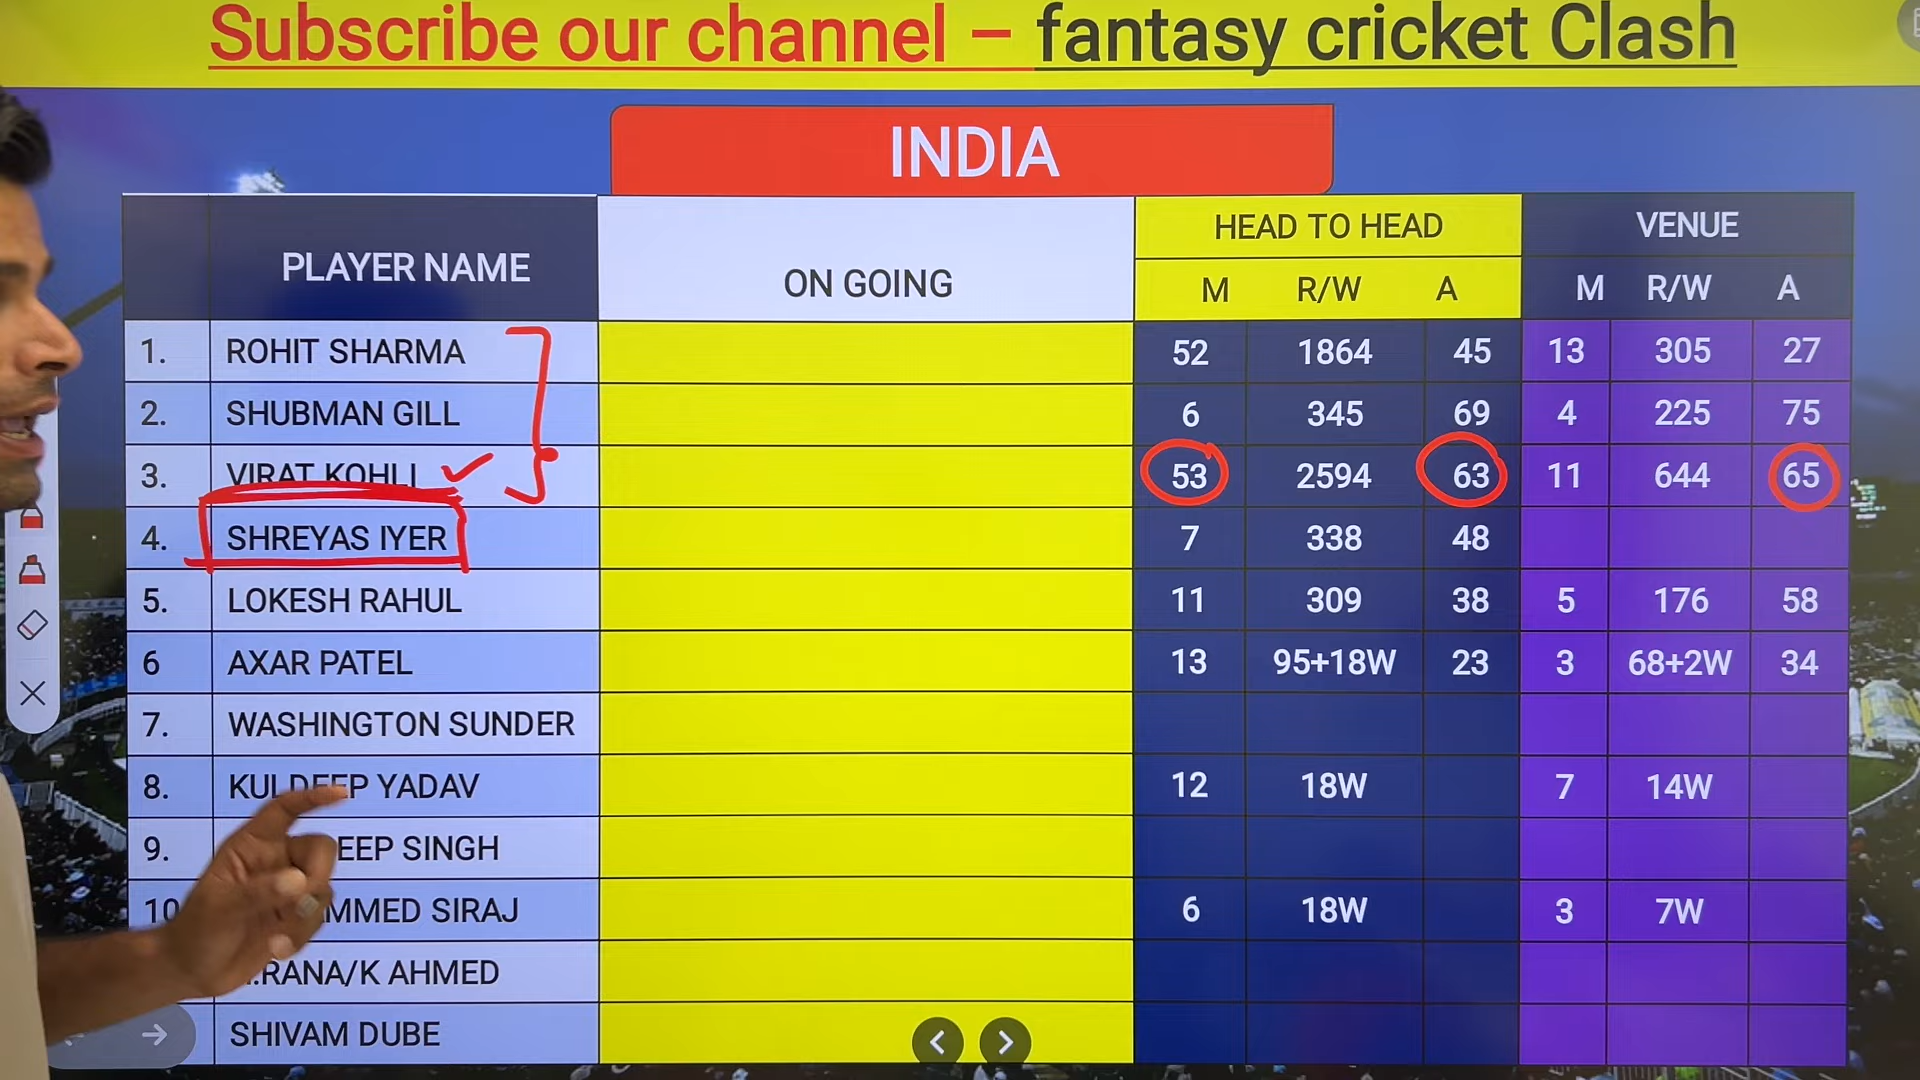 Subscribe our channel – fantasy cricket Clash
INDIA
PLAYER NAME ON GOING HEAD TO HEAD VENUE
M R/W A M R/W A
1. ROHIT SHARMA 52 1864 45 13 305 27
2. SHUBMAN GILL 6 345 69 4 225 75
3. VIRAT KOHLI 53 2594 63 11 644 65
4. SHREYAS IYER 7 338 48
5. LOKESH RAHUL 11 309 38 5 176 58
6 AXAR PATEL 13 95+18W 23 3 68+2W 34
7. WASHINGTON SUNDER
8. KULDEEP YADAV 12 18W 7 14W
9. EEP SINGH
10 MMED SIRAJ 6 18W 3 7W
.RANA/K AHMED
SHIVAM DUBE